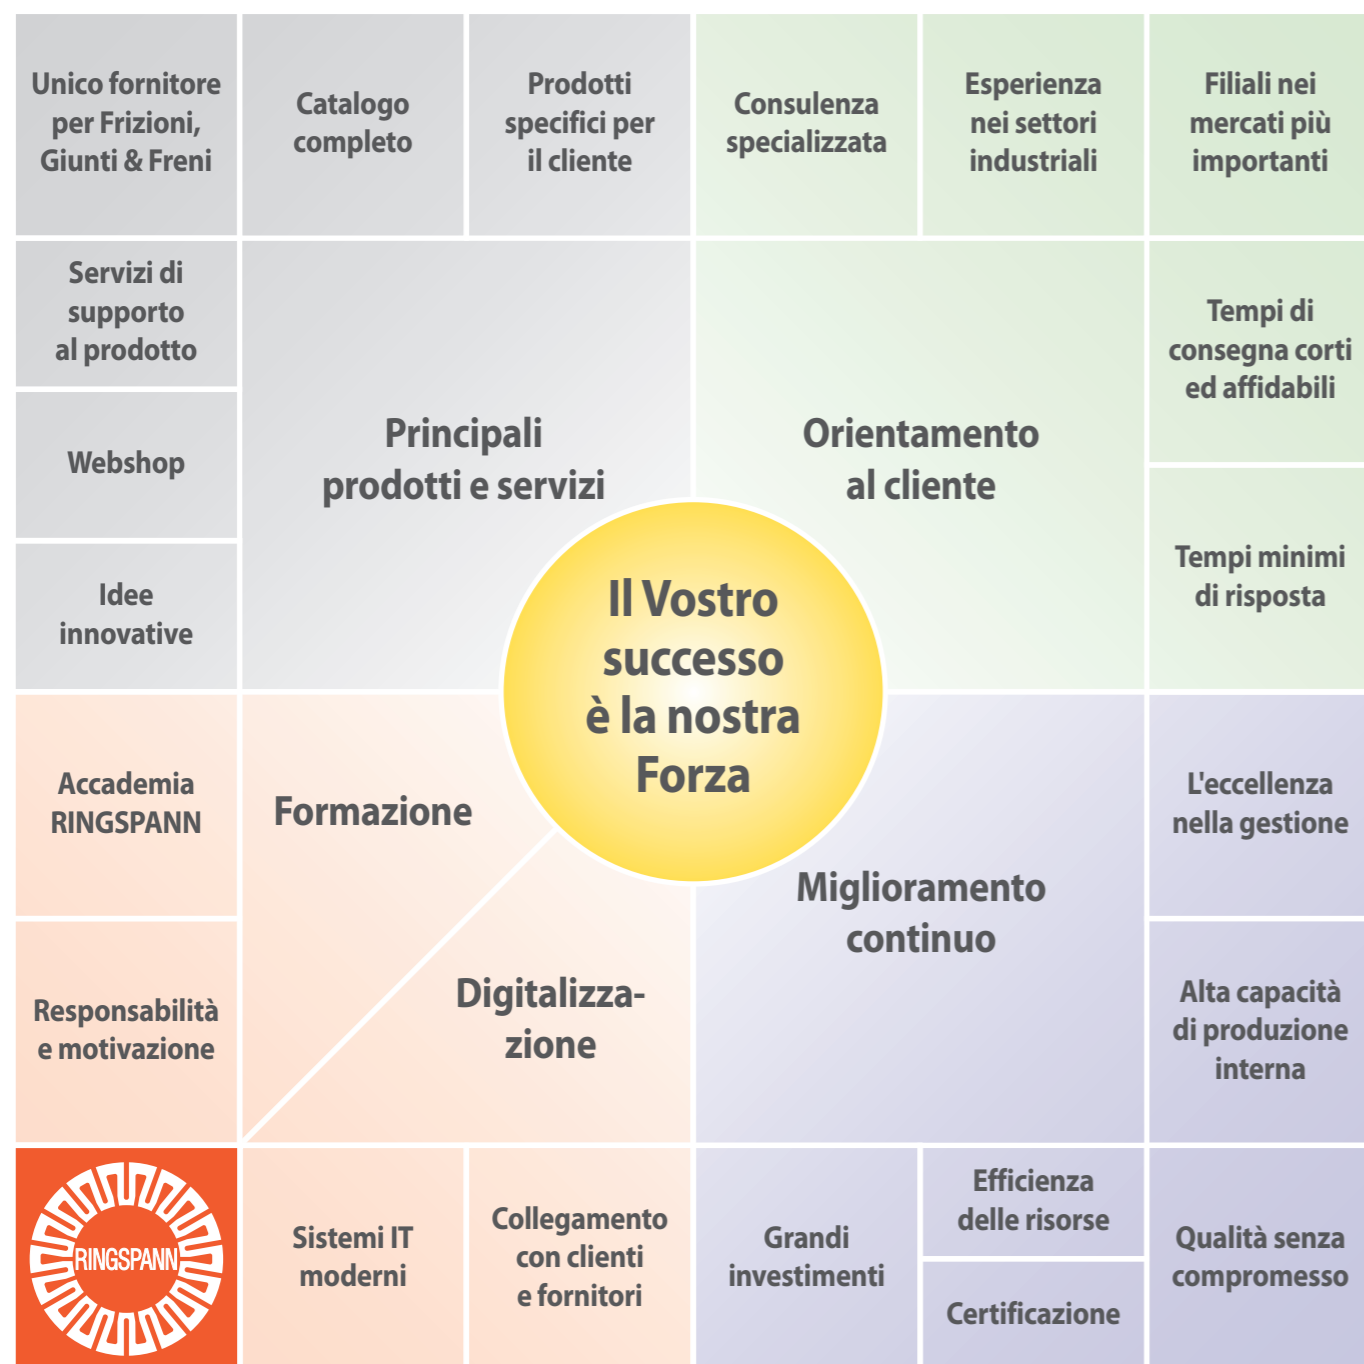 Unico fornitore
per Frizioni,
Giunti & Freni
Catalogo
completo
Prodotti
specifici per
il cliente
Consulenza
specializzata
Esperienza
nei settori
industriali
Filiali nei
mercati più
importanti
Servizi di
supporto
al prodotto
Webshop
Idee
innovative
Principali
prodotti e servizi
Orientamento
al cliente
Tempi di
consegna corti
ed affidabili
Tempi minimi
di risposta
Il Vostro
successo
è la nostra
Forza
Accademia
RINGSPANN
Responsabilità
e motivazione
Formazione
Digitalizza-
zione
Miglioramento
continuo
L'eccellenza
nella gestione
Alta capacità
di produzione
interna
RINGSPANN
Sistemi IT
moderni
Collegamento
con clienti
e fornitori
Grandi
investimenti
Efficienza
delle risorse
Certificazione
Qualità senza
compromesso